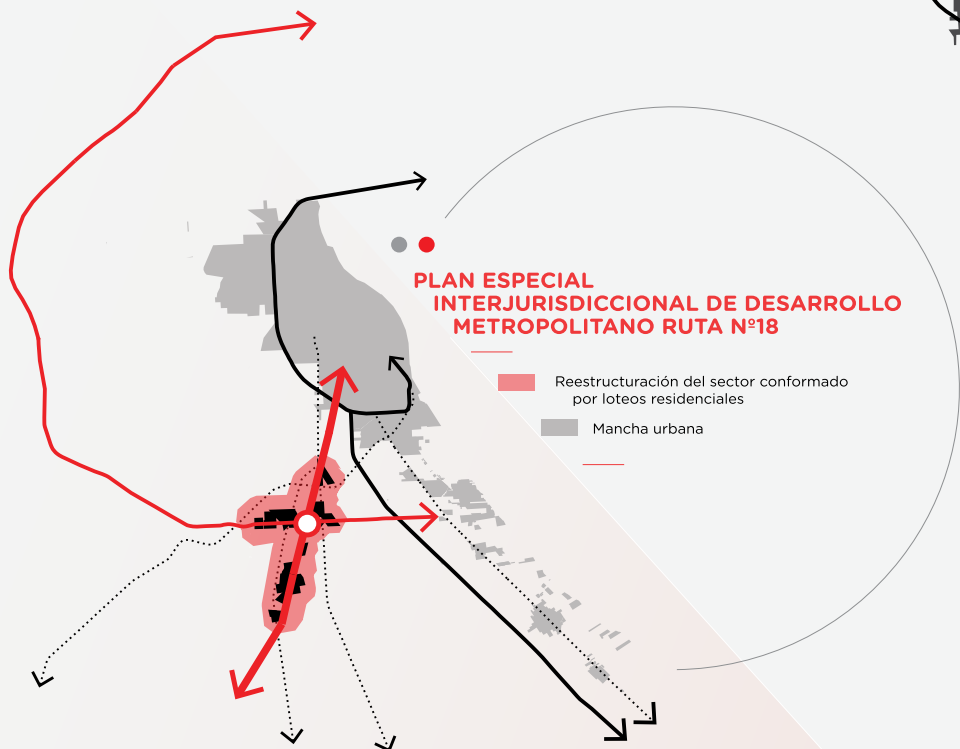 PLAN ESPECIAL
INTERJURISDICCIONAL DE DESARROLLO
METROPOLITANO RUTA Nº18
Reestructuración del sector conformado
por loteos residenciales
Mancha urbana